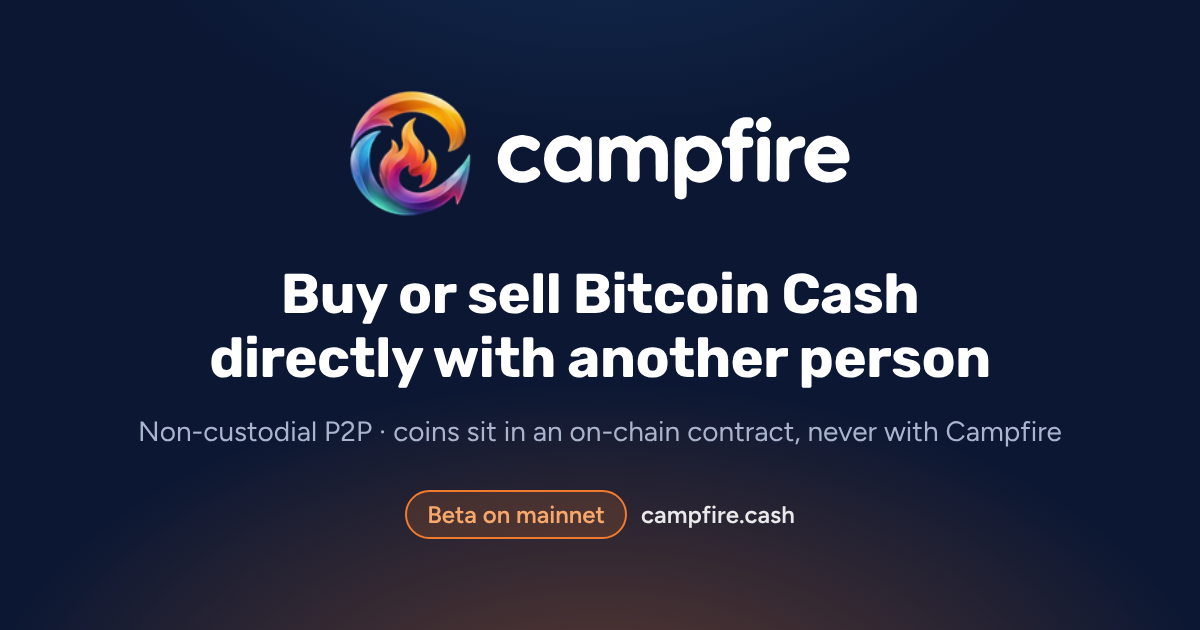 campfire
Buy or sell Bitcoin Cash
directly with another person
Non-custodial P2P · coins sit in an on-chain contract, never with Campfire
Beta on mainnet campfire.cash